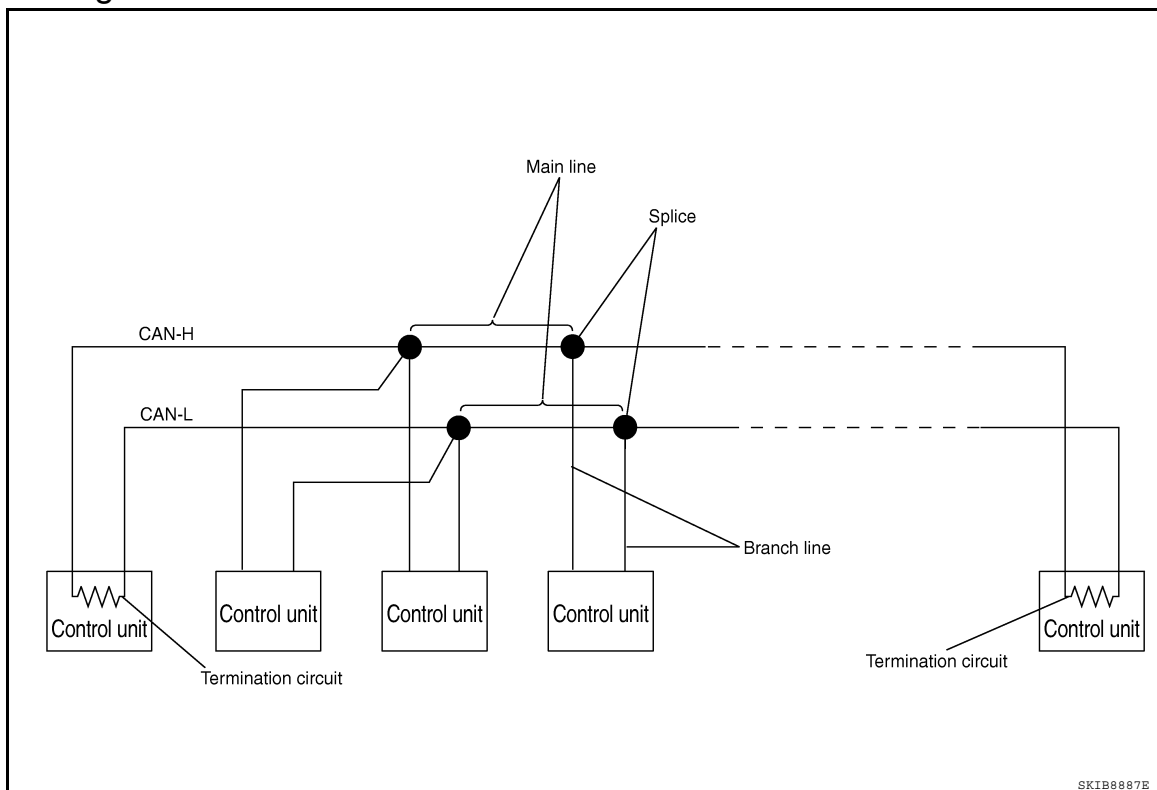 Main line
Splice
CAN-H
CAN-L
Branch line
Control unit
Control unit
Control unit
Control unit
Control unit
Termination circuit
Termination circuit
SKIB8887E